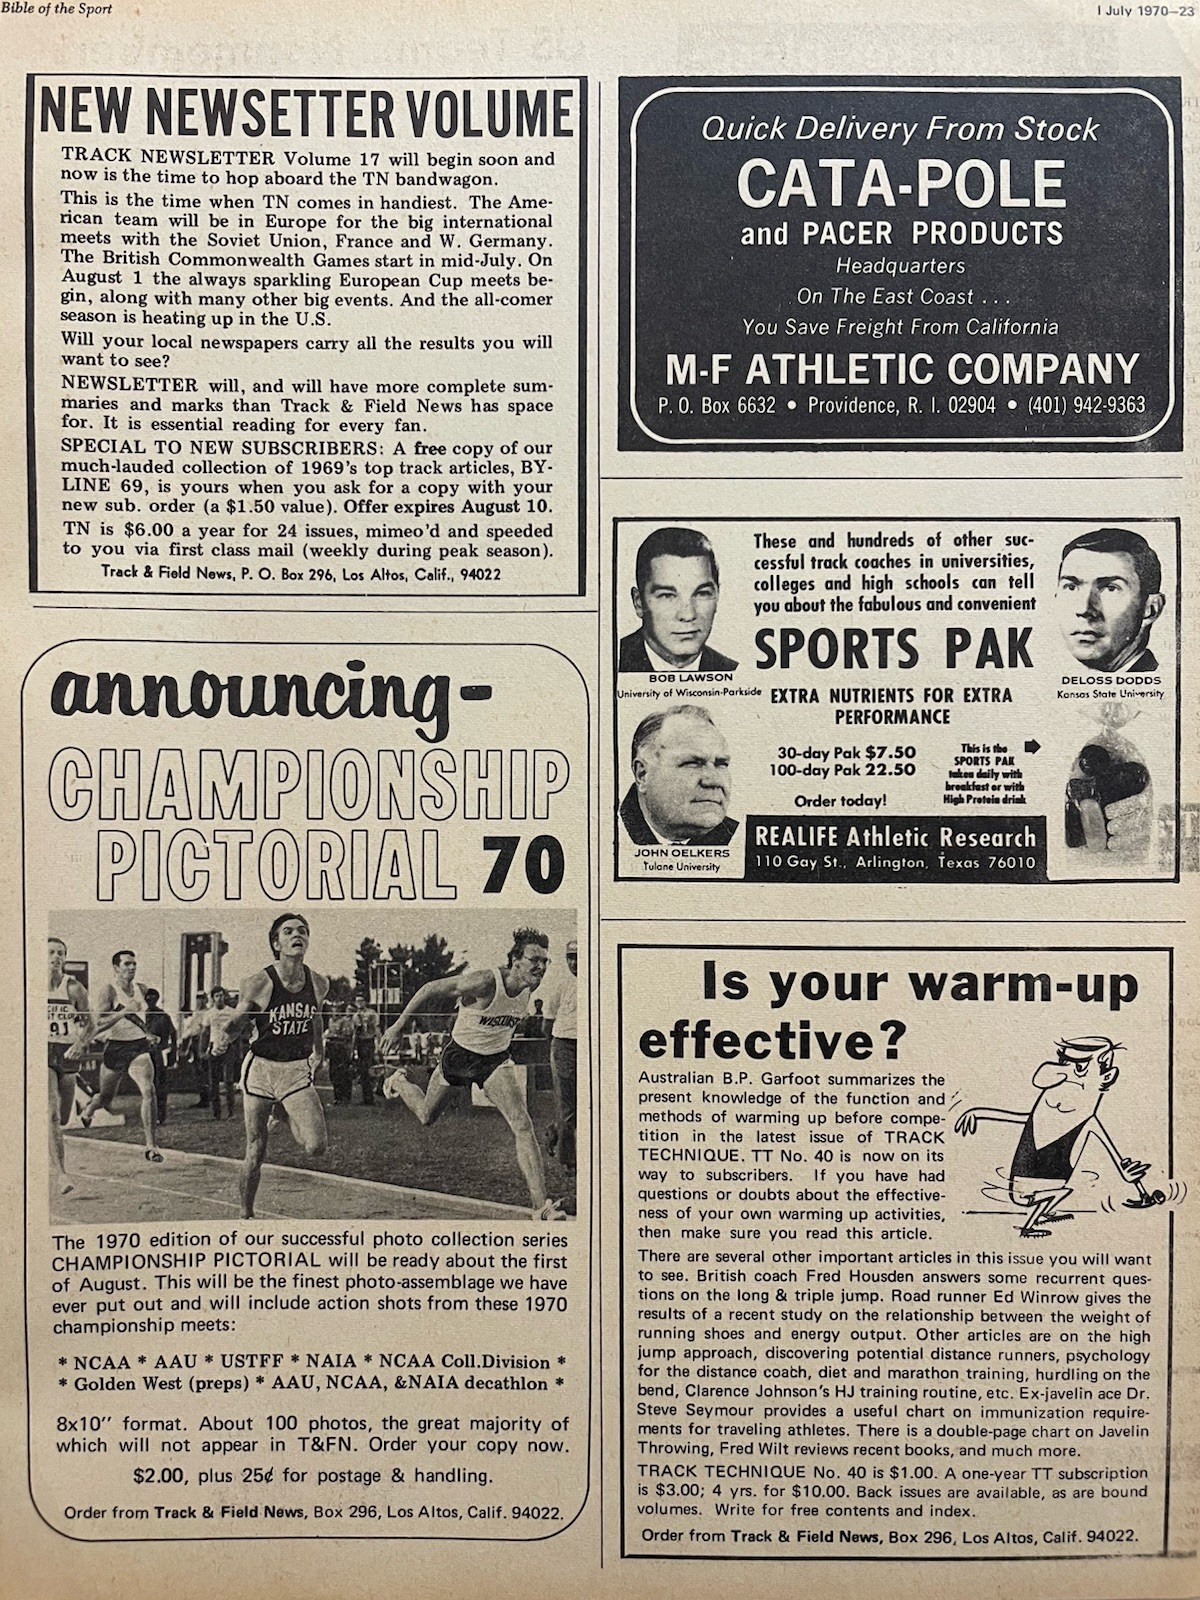 Bible of the Sport
1 July 1970—23
NEW NEWSETTER VOLUME
TRACK NEWSLETTER Volume 17 will begin soon and
now is the time to hop aboard the TN bandwagon.
This is the time when TN comes in handiest. The Ame-
rican team will be in Europe for the big international
meets with the Soviet Union, France and W. Germany.
The British Commonwealth Games start in mid-July. On
August 1 the always sparkling European Cup meets be-
gin, along with many other big events. And the all-comer
season is heating up in the U.S.
Will your local newspapers carry all the results you will
want to see?
NEWSLETTER will, and will have more complete sum-
maries and marks than Track & Field News has space
for. It is essential reading for every fan.
SPECIAL TO NEW SUBSCRIBERS: A free copy of our
much-lauded collection of 1969's top track articles, BY-
LINE 69, is yours when you ask for a copy with your
new sub. order (a $1.50 value). Offer expires August 10.
TN is $6.00 a year for 24 issues, mimeo'd and speeded
to you via first class mail (weekly during peak season).
Track & Field News, P. O. Box 296, Los Altos, Calif., 94022
announcing-
CHAMPIONSHIP
PICTORIAL 70
KANSAS
STATE
WISCONS
91
The 1970 edition of our successful photo collection series
CHAMPIONSHIP PICTORIAL will be ready about the first
of August. This will be the finest photo-assemblage we have
ever put out and will include action shots from these 1970
championship meets:
* NCAA * AAU * USTFF * NAIA * NCAA Coll.Division *
* Golden West (preps) * AAU, NCAA, &NAIA decathlon *
8x10" format. About 100 photos, the great majority of
which will not appear in T&FN. Order your copy now.
$2.00, plus 25¢ for postage & handling.
Order from Track & Field News, Box 296, Los Altos, Calif. 94022.
Quick Delivery From Stock
CATA-POLE
and PACER PRODUCTS
Headquarters
On The East Coast . . .
You Save Freight From California
M-F ATHLETIC COMPANY
P. O. Box 6632 • Providence, R. I. 02904 • (401) 942-9363
These and hundreds of other suc-
cessful track coaches in universities,
colleges and high schools can tell
you about the fabulous and convenient
SPORTS PAK
BOB LAWSON
University of Wisconsin-Parkside
DELOSS DODDS
Kansas State University
EXTRA NUTRIENTS FOR EXTRA
PERFORMANCE
30-day Pak $7.50
100-day Pak 22.50
Order today!
This is the
SPORTS PAK
taken daily with
breakfast or with
High Protein drink
JOHN OELKERS
Tulane University
REALIFE Athletic Research
110 Gay St., Arlington, Texas 76010
Is your warm-up
effective?
Australian B.P. Garfoot summarizes the
present knowledge of the function and
methods of warming up before compe-
tition in the latest issue of TRACK
TECHNIQUE. TT No. 40 is now on its
way to subscribers. If you have had
questions or doubts about the effective-
ness of your own warming up activities,
then make sure you read this article.
There are several other important articles in this issue you will want
to see. British coach Fred Housden answers some recurrent ques-
tions on the long & triple jump. Road runner Ed Winrow gives the
results of a recent study on the relationship between the weight of
running shoes and energy output. Other articles are on the high
jump approach, discovering potential distance runners, psychology
for the distance coach, diet and marathon training, hurdling on the
bend, Clarence Johnson's HJ training routine, etc. Ex-javelin ace Dr.
Steve Seymour provides a useful chart on immunization require-
ments for traveling athletes. There is a double-page chart on Javelin
Throwing, Fred Wilt reviews recent books, and much more.
TRACK TECHNIQUE No. 40 is $1.00. A one-year TT subscription
is $3.00; 4 yrs. for $10.00. Back issues are available, as are bound
volumes. Write for free contents and index.
Order from Track & Field News, Box 296, Los Altos, Calif. 94022.